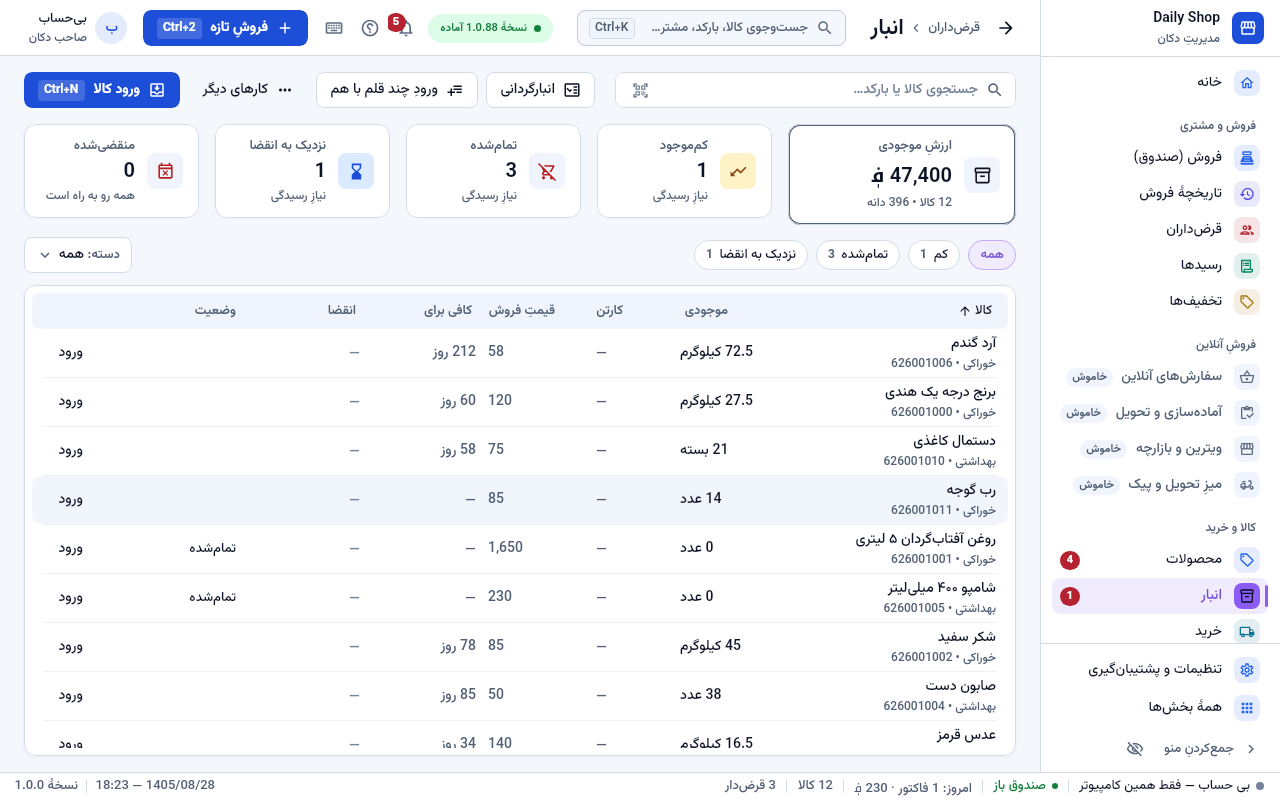 Daily Shop
مدیریتِ دکان
خانه
فروش و مشتری
فروش (صندوق)
تاریخچهٔ فروش
قرض‌داران
رسیدها
تخفیف‌ها
فروشِ آنلاین
سفارش‌های آنلاین خاموش
آماده‌سازی و تحویل خاموش
ویترین و بازارچه خاموش
میزِ تحویل و پیک خاموش
کالا و خرید
محصولات 4
انبار 1
خرید
تنظیمات و پشتیبان‌گیری
همهٔ بخش‌ها
جمع‌کردنِ منو
قرض‌داران
انبار
جست‌وجوی کالا، بارکد، مشتر... Ctrl+K
نسخهٔ 1.0.88 آماده
5
فروشِ تازه Ctrl+2
ب
بی‌حساب
صاحب دکان
جستجوی کالا یا بارکد...
انبارگردانی
ورودِ چند قلم با هم
کارهای دیگر
ورود کالا Ctrl+N
ارزشِ موجودی
47,400 ؋
12 کالا • 396 دانه
کم‌موجود
1
نیازِ رسیدگی
تمام‌شده
3
نیازِ رسیدگی
نزدیک به انقضا
1
نیازِ رسیدگی
منقضی‌شده
0
همه رو به راه است
همه
کم 1
تمام‌شده 3
نزدیک به انقضا 1
دسته: همه
کالا موجودی کارتن قیمتِ فروش کافی برای انقضا وضعیت
آرد گندم
خوراکی • 626001006
72.5 کیلوگرم — 58 212 روز — ورود
برنج درجه یک هندی
خوراکی • 626001000
27.5 کیلوگرم — 120 60 روز — ورود
دستمال کاغذی
بهداشتی • 626001010
21 بسته — 75 58 روز — ورود
رب گوجه
خوراکی • 626001011
14 عدد — 85 — — ورود
روغن آفتاب‌گردان ۵ لیتری
خوراکی • 626001001
0 عدد — 1,650 — — تمام‌شده ورود
شامپو ۴۰۰ میلی‌لیتر
بهداشتی • 626001005
0 عدد — 230 — — تمام‌شده ورود
شکر سفید
خوراکی • 626001002
45 کیلوگرم — 85 78 روز — ورود
صابون دست
بهداشتی • 626001004
38 عدد — 50 85 روز — ورود
عدس قرمز
16.5 کیلوگرم — 140 34 روز — ورود
بی حساب — فقط همین کامپیوتر
صندوق باز
امروز: 1 فاکتور · 230 ؋
12 کالا
3 قرض‌دار
1405/08/28 — 18:23
نسخهٔ 1.0.0